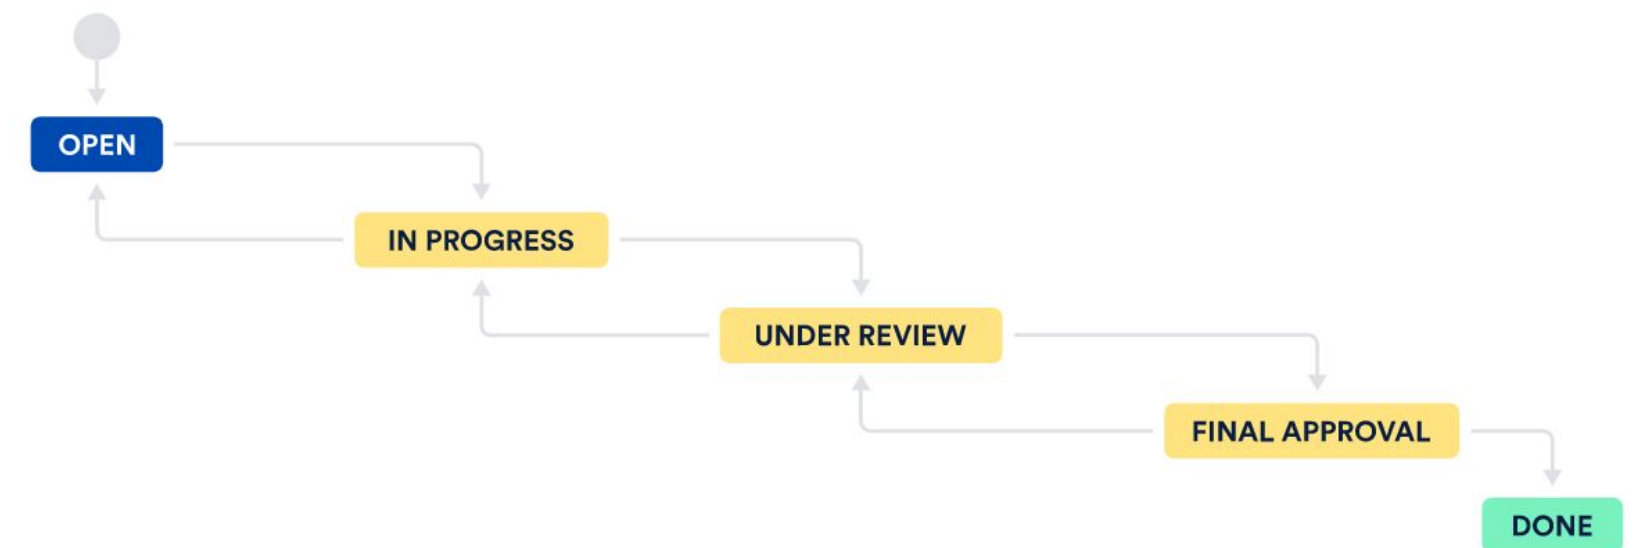 OPEN
IN PROGRESS
UNDER REVIEW
FINAL APPROVAL
DONE